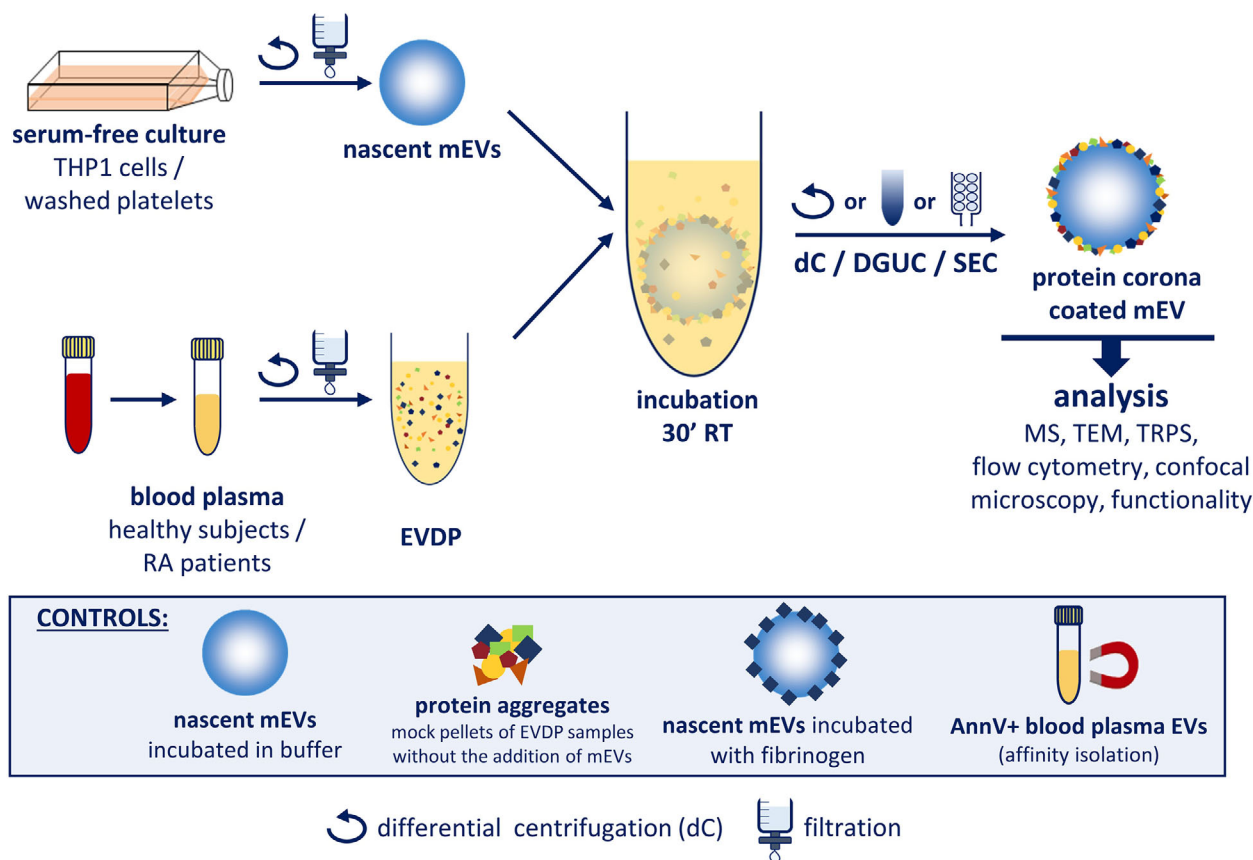 serum-free culture
THP1 cells /
washed platelets
nascent mEVs
blood plasma
healthy subjects /
RA patients
EVDP
incubation
30’ RT
or
or
dC / DGUC / SEC
protein corona
coated mEV
analysis
MS, TEM, TRPS,
flow cytometry, confocal
microscopy, functionality
CONTROLS:
nascent mEVs
incubated in buffer
protein aggregates
mock pellets of EVDP samples
without the addition of mEVs
nascent mEVs incubated
with fibrinogen
AnnV+ blood plasma EVs
(affinity isolation)
differential centrifugation (dC)
filtration